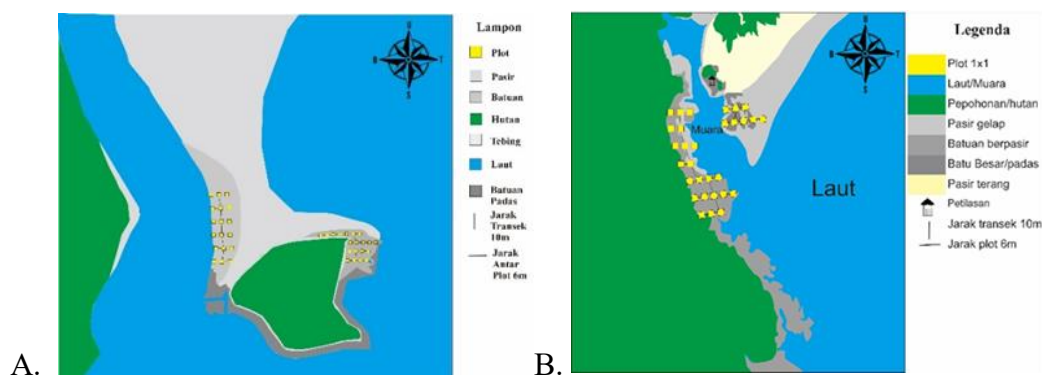 A.
Lampon
Plot
Pasir
Batuan
Hutan
Tebing
Laut
Batuan
Padas
Jarak
Transek
10m
Jarak
Antar
Plot 6m
U
B
T
S
B.
Muara
Laut
U
B
T
S
Legenda
Plot 1x1
Laut/Muara
Pepohonan/hutan
Pasir gelap
Batuan berpasir
Batu Besar/padas
Pasir terang
Petilasan
Jarak transek 10m
Jarak plot 6m